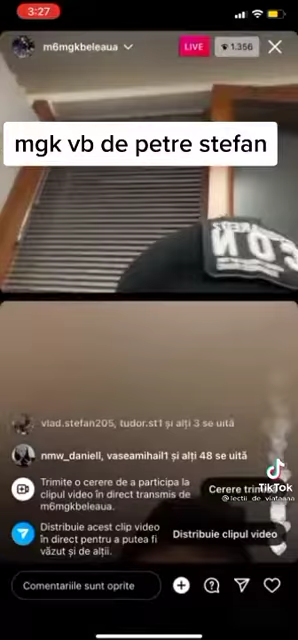 3:27
m6mgkbeleaua
LIVE
1.356
mgk vb de petre stefan
ICON
vlad.stefan205, tudor.st1 și alți 3 se uită
nmw_daniell, vaseamihail1 și alți 48 se uită
Trimite o cerere de a participa la
clipul video în direct transmis de
m6mgkbeleaua.
Cerere
TikTok
Distribuie acest clip video
în direct pentru a putea fi
văzut și de alții.
Distribuie clipul video
Comentariile sunt oprite